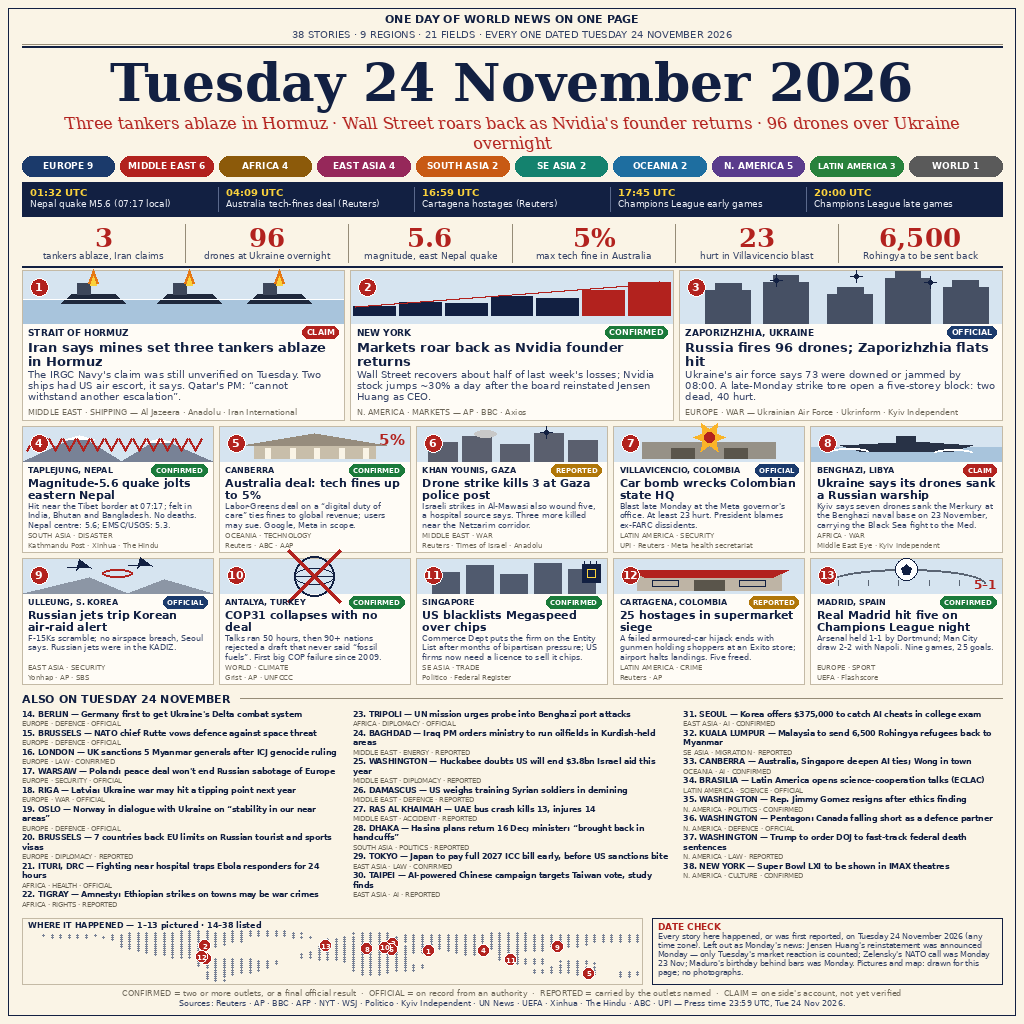 ONE DAY OF WORLD NEWS ON ONE PAGE
38 STORIES · 9 REGIONS · 21 FIELDS · EVERY ONE DATED TUESDAY 24 NOVEMBER 2026
Tuesday 24 November 2026
Three tankers ablaze in Hormuz · Wall Street roars back as Nvidia's founder returns · 96 drones over Ukraine
overnight
EUROPE 9 MIDDLE EAST 6 AFRICA 4 EAST ASIA 4 SOUTH ASIA 2 SE ASIA 2 OCEANIA 2 N. AMERICA 5 LATIN AMERICA 3 WORLD 1
01:32 UTC
Nepal quake M5.6 (07:17 local)
04:09 UTC
Australia tech-fines deal (Reuters)
16:59 UTC
Cartagena hostages (Reuters)
17:45 UTC
Champions League early games
20:00 UTC
Champions League late games
3
tankers ablaze, Iran claims
96
drones at Ukraine overnight
5.6
magnitude, east Nepal quake
5%
max tech fine in Australia
23
hurt in Villavicencio blast
6,500
Rohingya to be sent back
1
STRAIT OF HORMUZ CLAIM
Iran says mines set three tankers ablaze
in Hormuz
The IRGC Navy's claim was still unverified on Tuesday. Two
ships had US air escort, it says. Qatar's PM: “cannot
withstand another escalation”.
MIDDLE EAST · SHIPPING — Al Jazeera · Anadolu · Iran International
2
NEW YORK CONFIRMED
Markets roar back as Nvidia founder
returns
Wall Street recovers about half of last week's losses; Nvidia
stock jumps ~30% a day after the board reinstated Jensen
Huang as CEO.
N. AMERICA · MARKETS — AP · BBC · Axios
3
ZAPORIZHZHIA, UKRAINE OFFICIAL
Russia fires 96 drones; Zaporizhzhia flats
hit
Ukraine's air force says 73 were downed or jammed by
08:00. A late-Monday strike tore open a five-storey block: two
dead, 40 hurt.
EUROPE · WAR — Ukrainian Air Force · Ukrinform · Kyiv Independent
4
TAPLEJUNG, NEPAL CONFIRMED
Magnitude-5.6 quake jolts
eastern Nepal
Hit near the Tibet border at 07:17; felt in
India, Bhutan and Bangladesh. No deaths.
Nepal centre: 5.6; EMSC/USGS: 5.3.
SOUTH ASIA · DISASTER
Kathmandu Post · Xinhua · The Hindu
5
5%
CANBERRA CONFIRMED
Australia deal: tech fines up
to 5%
Labor-Greens deal on a “digital duty of
care” ties fines to global revenue; users
may sue. Google, Meta in scope.
OCEANIA · TECHNOLOGY
Reuters · ABC · AAP
6
KHAN YOUNIS, GAZA REPORTED
Drone strike kills 3 at Gaza
police post
Israeli strikes in Al-Mawasi also wound five,
a hospital source says. Three more killed
near the Netzarim corridor.
MIDDLE EAST · WAR
Reuters · Times of Israel · Anadolu
7
VILLAVICENCIO, COLOMBIA OFFICIAL
Car bomb wrecks Colombian
state HQ
Blast late Monday at the Meta governor's
office. At least 23 hurt. President blames
ex-FARC dissidents.
LATIN AMERICA · SECURITY
UPI · Reuters · Meta health secretariat
8
BENGHAZI, LIBYA CLAIM
Ukraine says its drones sank
a Russian warship
Kyiv says seven drones sank the Merkury at
the Benghazi naval base on 23 November,
carrying the Black Sea fight to the Med.
AFRICA · WAR
Middle East Eye · Kyiv Independent
9
ULLEUNG, S. KOREA OFFICIAL
Russian jets trip Korean
air-raid alert
F-15Ks scramble; no airspace breach, Seoul
says. Russian jets were in the KADIZ.
EAST ASIA · SECURITY
Yonhap · AP · SBS
10
ANTALYA, TURKEY CONFIRMED
COP31 collapses with no
deal
Talks ran 50 hours, then 90+ nations
rejected a draft that never said “fossil
fuels”. First big COP failure since 2009.
WORLD · CLIMATE
Grist · AP · UNFCCC
11
SINGAPORE CONFIRMED
US blacklists Megaspeed
over chips
Commerce Dept puts the firm on the Entity
List after months of bipartisan pressure; US
firms now need a licence to sell it chips.
SE ASIA · TRADE
Politico · Federal Register
12
CARTAGENA, COLOMBIA REPORTED
25 hostages in supermarket
siege
A failed armoured-car hijack ends with
gunmen holding shoppers at an Exito store;
airport halts landings. Five freed.
LATIN AMERICA · CRIME
Reuters · AP
13
5-1
MADRID, SPAIN CONFIRMED
Real Madrid hit five on
Champions League night
Arsenal held 1-1 by Dortmund; Man City
draw 2-2 with Napoli. Nine games, 25 goals.
EUROPE · SPORT
UEFA · Flashscore
ALSO ON TUESDAY 24 NOVEMBER
14. BERLIN — Germany first to get Ukraine's Delta combat system
EUROPE · DEFENCE · OFFICIAL
15. BRUSSELS — NATO chief Rutte vows defence against space threat
EUROPE · DEFENCE · OFFICIAL
16. LONDON — UK sanctions 5 Myanmar generals after ICJ genocide ruling
EUROPE · LAW · CONFIRMED
17. WARSAW — Poland: peace deal won't end Russian sabotage of Europe
EUROPE · SECURITY · OFFICIAL
18. RIGA — Latvia: Ukraine war may hit a tipping point next year
EUROPE · WAR · OFFICIAL
19. OSLO — Norway in dialogue with Ukraine on “stability in our near
areas”
EUROPE · DEFENCE · OFFICIAL
20. BRUSSELS — 7 countries back EU limits on Russian tourist and sports
visas
EUROPE · DIPLOMACY · REPORTED
21. ITURI, DRC — Fighting near hospital traps Ebola responders for 24
hours
AFRICA · HEALTH · OFFICIAL
22. TIGRAY — Amnesty: Ethiopian strikes on towns may be war crimes
AFRICA · RIGHTS · REPORTED
23. TRIPOLI — UN mission urges probe into Benghazi port attacks
AFRICA · DIPLOMACY · OFFICIAL
24. BAGHDAD — Iraq PM orders ministry to run oilfields in Kurdish-held
areas
MIDDLE EAST · ENERGY · REPORTED
25. WASHINGTON — Huckabee doubts US will end $3.8bn Israel aid this
year
MIDDLE EAST · DIPLOMACY · REPORTED
26. DAMASCUS — US weighs training Syrian soldiers in demining
MIDDLE EAST · DEFENCE · REPORTED
27. RAS AL KHAIMAH — UAE bus crash kills 13, injures 14
MIDDLE EAST · ACCIDENT · REPORTED
28. DHAKA — Hasina plans return 16 Dec; minister: “brought back in
handcuffs”
SOUTH ASIA · POLITICS · REPORTED
29. TOKYO — Japan to pay full 2027 ICC bill early, before US sanctions bite
EAST ASIA · LAW · REPORTED
30. TAIPEI — AI-powered Chinese campaign targets Taiwan vote, study
finds
EAST ASIA · AI · REPORTED
31. SEOUL — Korea offers $375,000 to catch AI cheats in college exam
EAST ASIA · AI · CONFIRMED
32. KUALA LUMPUR — Malaysia to send 6,500 Rohingya refugees back to
Myanmar
SE ASIA · MIGRATION · REPORTED
33. CANBERRA — Australia, Singapore deepen AI ties; Wong in town
OCEANIA · AI · CONFIRMED
34. BRASILIA — Latin America opens science-cooperation talks (ECLAC)
LATIN AMERICA · SCIENCE · OFFICIAL
35. WASHINGTON — Rep. Jimmy Gomez resigns after ethics finding
N. AMERICA · POLITICS · CONFIRMED
36. WASHINGTON — Pentagon: Canada falling short as a defence partner
N. AMERICA · DEFENCE · OFFICIAL
37. WASHINGTON — Trump to order DOJ to fast-track federal death
sentences
N. AMERICA · LAW · REPORTED
38. NEW YORK — Super Bowl LXI to be shown in IMAX theatres
N. AMERICA · CULTURE · CONFIRMED
WHERE IT HAPPENED — 1–13 pictured · 14–38 listed
2
12
13
8
10
1
4
11
9
5
DATE CHECK
Every story here happened, or was first reported, on Tuesday 24 November 2026 (any
time zone). Left out as Monday's news: Jensen Huang's reinstatement was announced
Monday — only Tuesday's market reaction is counted; Zelensky's NATO call was Monday
23 Nov; Maduro's birthday behind bars was Monday. Pictures and map: drawn for this
page; no photographs.
CONFIRMED = two or more outlets, or a final official result · OFFICIAL = on record from an authority · REPORTED = carried by the outlets named · CLAIM = one side's account, not yet verified
Sources: Reuters · AP · BBC · AFP · NYT · WSJ · Politico · Kyiv Independent · UN News · UEFA · Xinhua · The Hindu · ABC · UPI — Press time 23:59 UTC, Tue 24 Nov 2026.